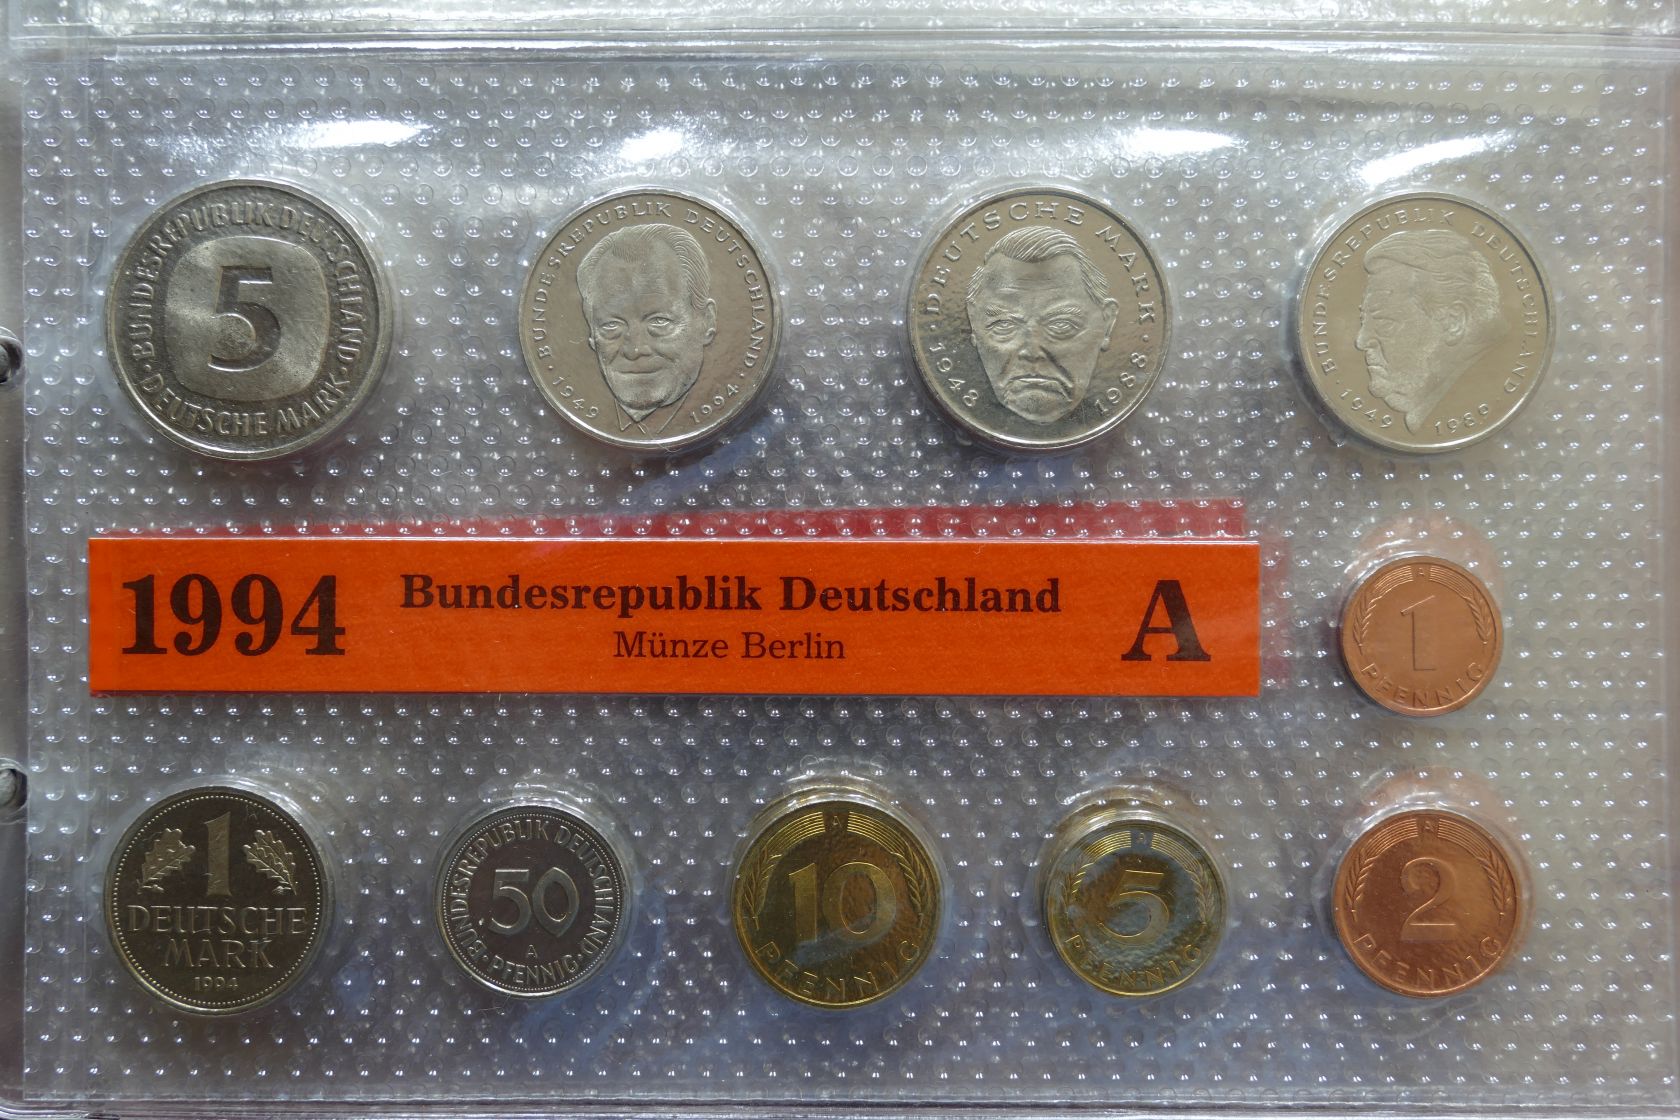 BUNDESREPUBLIK DEUTSCHLAND
5
DEUTSCHE MARK
BUNDESREPUBLIK DEUTSCHLAND
1949 1994
DEUTSCHE MARK
1948 1988
BUNDESREPUBLIK DEUTSCHLAND
1949 1989
1994 Bundesrepublik Deutschland A
Münze Berlin
A
1
PFENNIG
1
DEUTSCHE
MARK
1994
BUNDESREPUBLIK DEUTSCHLAND
50
A
PFENNIG
A
10
PFENNIG
A
5
PFENNIG
A
2
PFENNIG